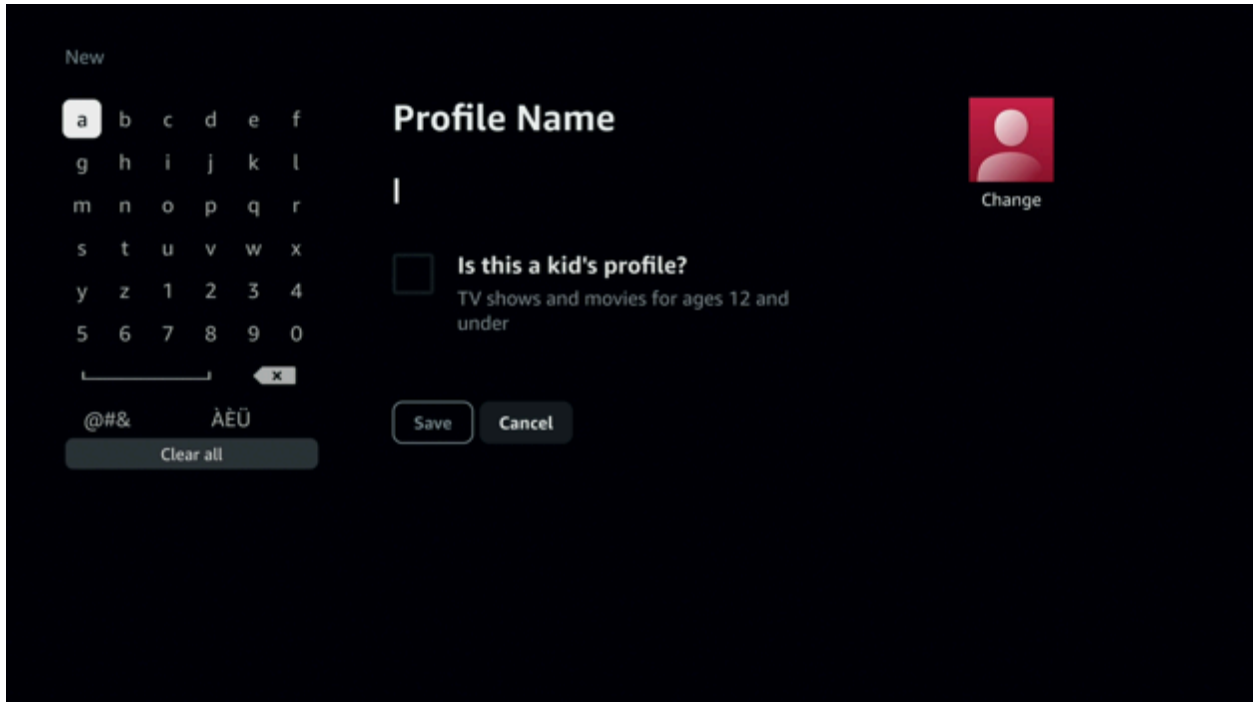 New
a b c d e f
g h i j k l
m n o p q r
s t u v w x
y z 1 2 3 4
5 6 7 8 9 0
@#& ÀÈÜ
Clear all
Profile Name
Is this a kid's profile?
TV shows and movies for ages 12 and
under
Save Cancel
Change